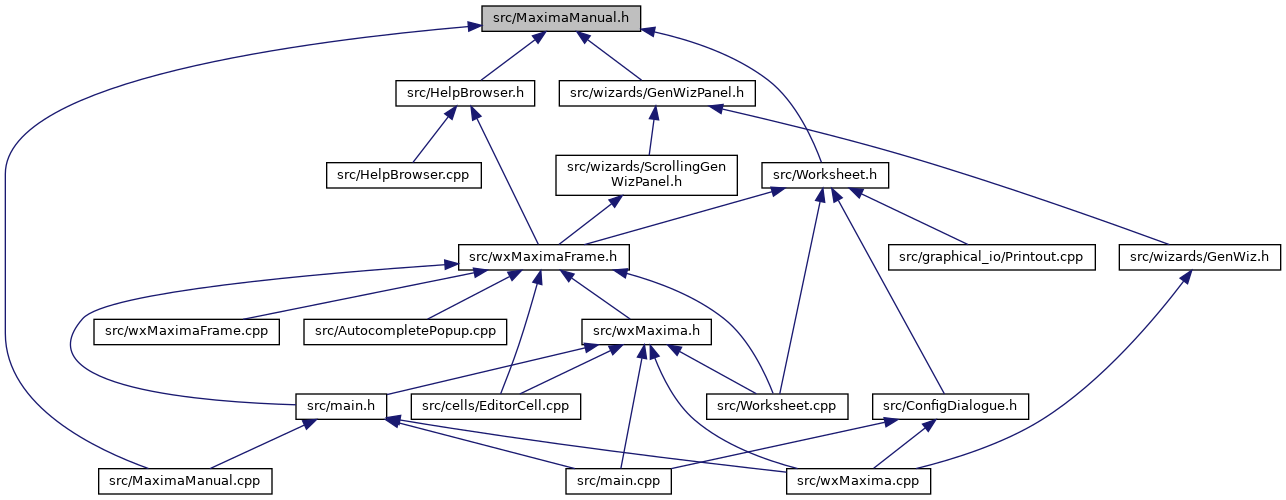 src/MaximaManual.h
src/HelpBrowser.h
src/wizards/GenWizPanel.h
src/HelpBrowser.cpp
src/wizards/ScrollingGen
WizPanel.h
src/Worksheet.h
src/wxMaximaFrame.h
src/graphical_io/Printout.cpp
src/wizards/GenWiz.h
src/wxMaximaFrame.cpp
src/AutocompletePopup.cpp
src/wxMaxima.h
src/main.h
src/cells/EditorCell.cpp
src/Worksheet.cpp
src/ConfigDialogue.h
src/MaximaManual.cpp
src/main.cpp
src/wxMaxima.cpp